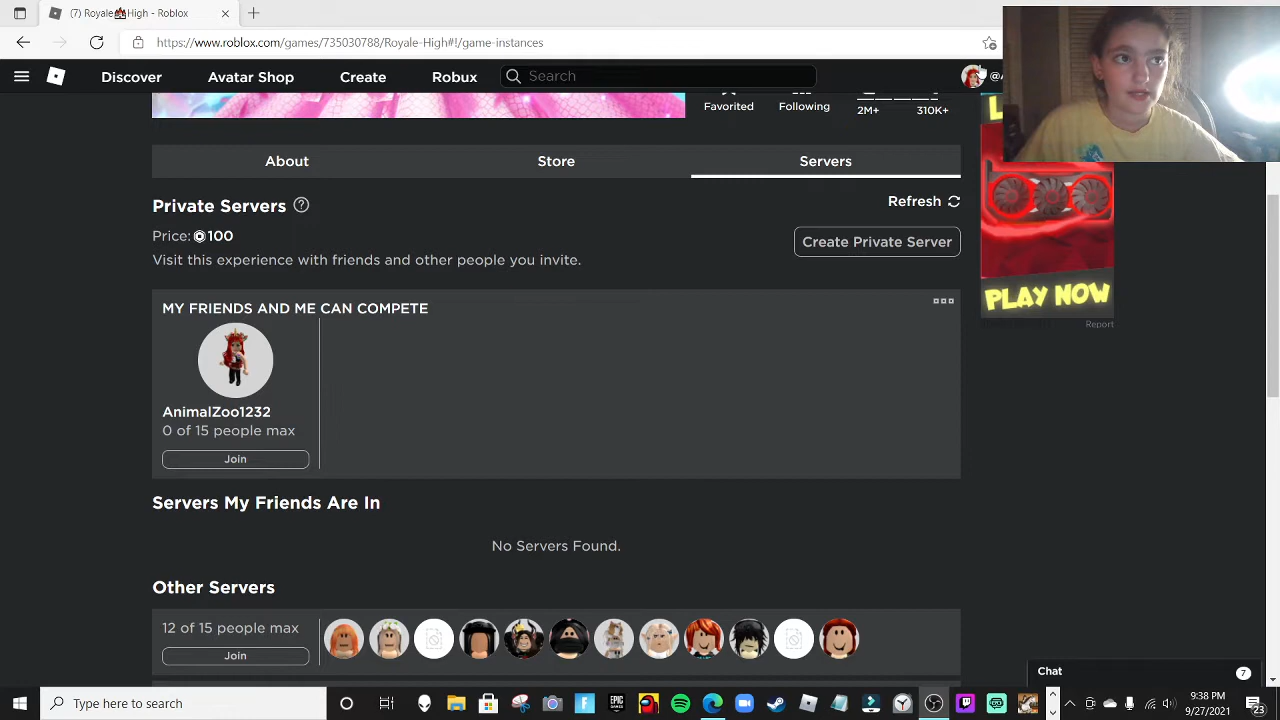 (7) Royale High - Roblox
https://www.roblox.com/games/735030788/Royale-High#!/game-instances
Discover Avatar Shop Create Robux Search
Favorited Following 2M+ 310K+
About Store Servers
Private Servers Refresh
Price: 100 Create Private Server
Visit this experience with friends and other people you invite.
PLAY NOW
Report
MY FRIENDS AND ME CAN COMPETE
AnimalZoo1232
0 of 15 people max
Join
Servers My Friends Are In
No Servers Found.
Other Servers
12 of 15 people max
Join
Chat 7
Type here to search
EPIC GAMES
9:38 PM
9/27/2021
23